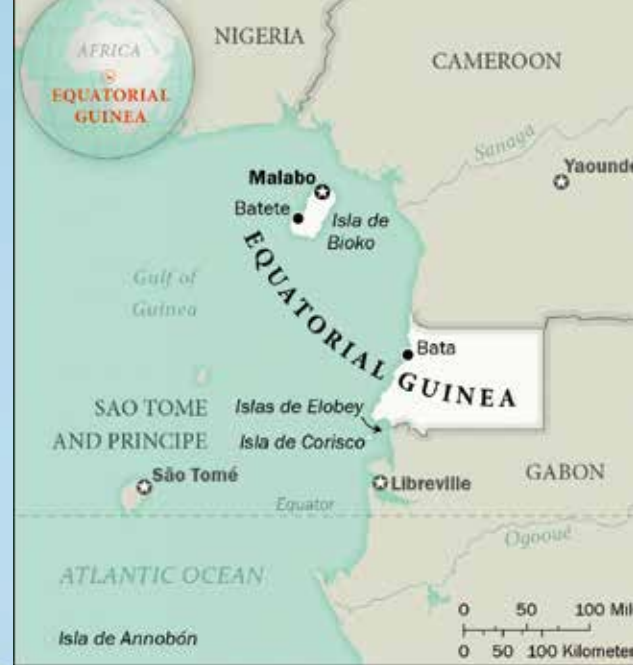 AFRICA
EQUATORIAL
GUINEA
NIGERIA
CAMEROON
Sanaga
Yaounde
Malabo
Batete
Isla de
Bioko
EQUATORIAL GUINEA
Gulf of
Guinea
Bata
SAO TOME
AND PRINCIPE
Islas de Elobey
Isla de Corisco
São Tomé
Libreville
GABON
Equator
Ogooué
ATLANTIC OCEAN
Isla de Annobón
0 50 100 Mil
0 50 100 Kilometer